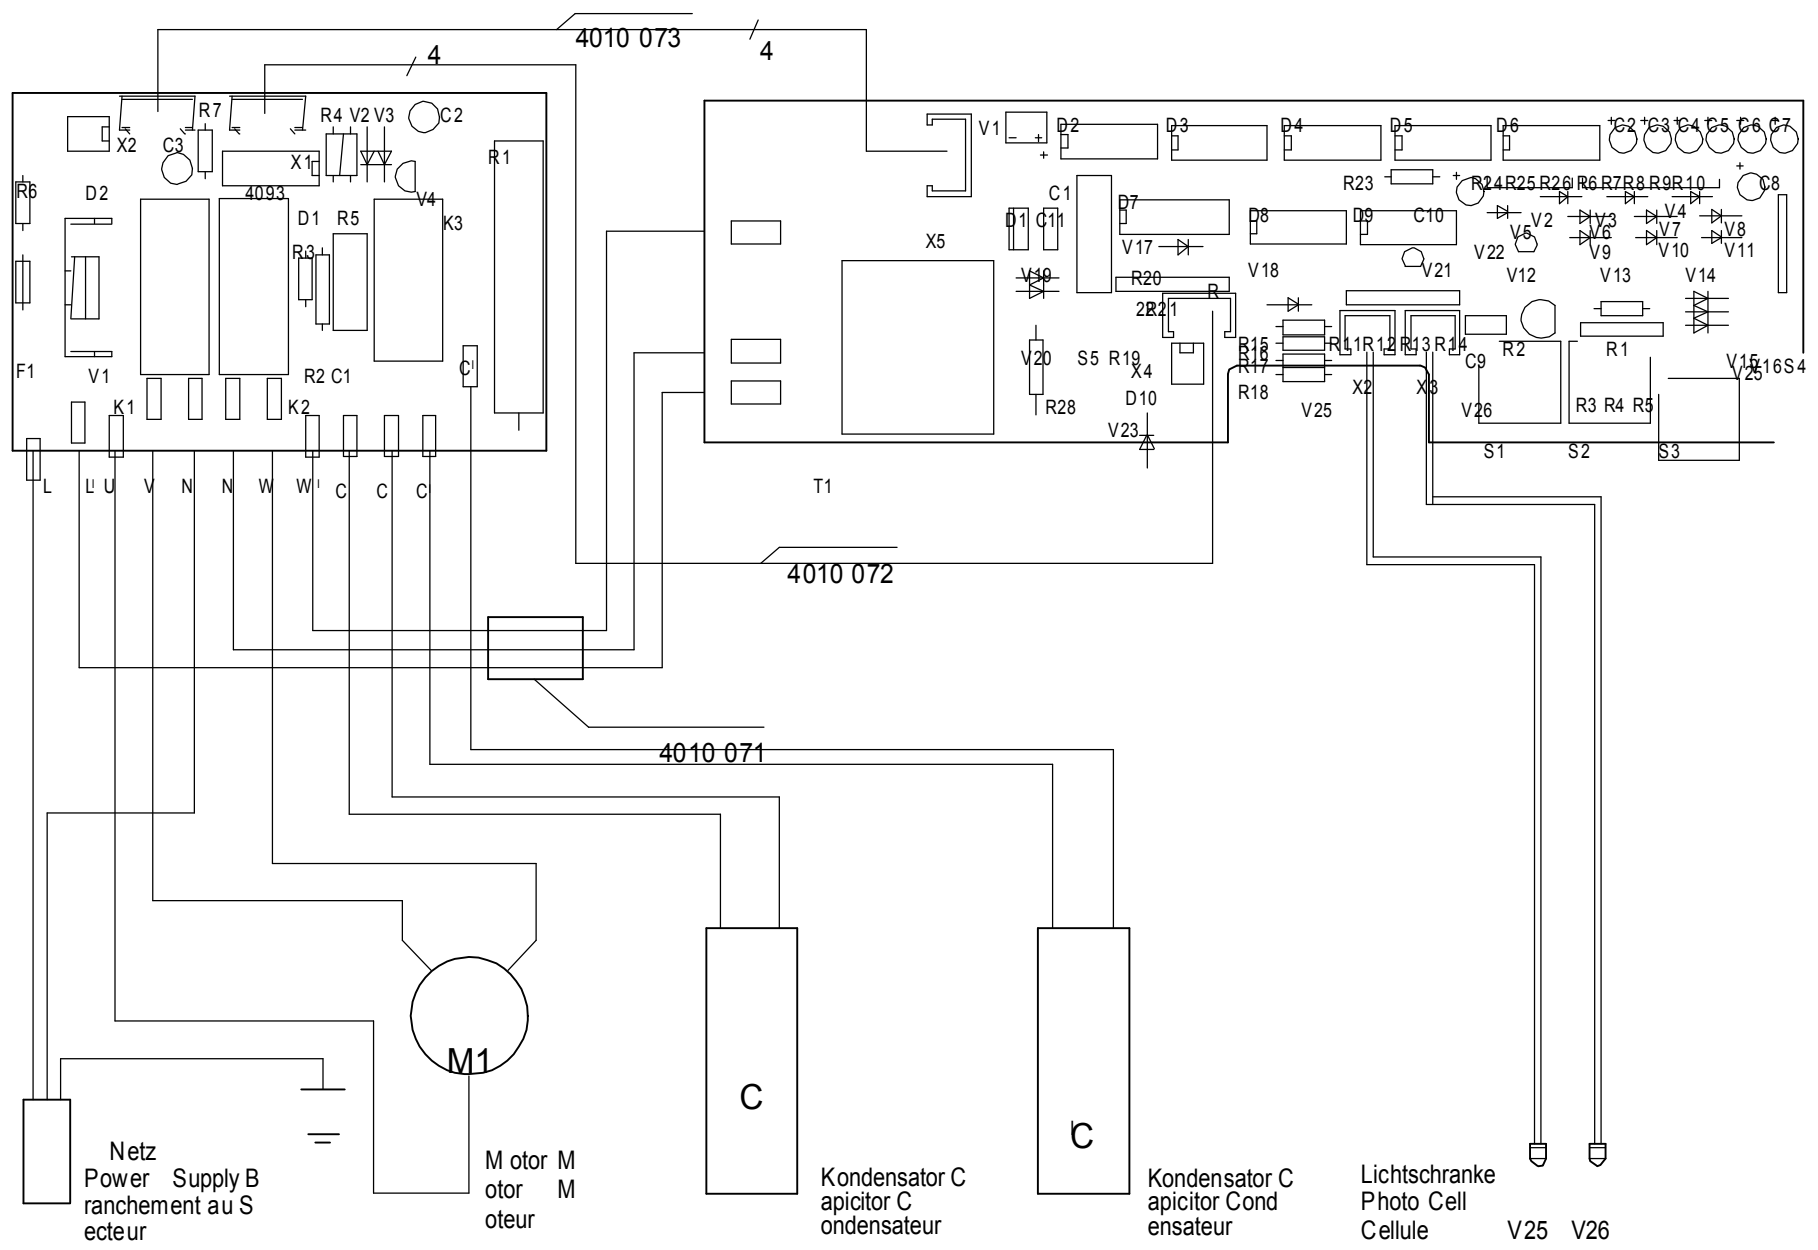 4010 073
4
4
R7
R4
V2
V3
C2
X2
C3
X1
R1
R6
D2
4093
V4
D1
R5
K3
R3
F1
V1
R2
C1
C'
K1
K2
L
L'
U
V
N
N
W
W'
C
C
C
V1
D2
D3
D4
D5
D6
C2
C3
C4
C5
C6
C7
C1
R23
R24
R25
R26
R6
R7
R8
R9
R10
C8
D7
D1
C11
D8
D9
C10
V2
V3
V4
X5
V17
V5
V6
V7
V8
V22
V9
V10
V11
V19
R20
V18
V21
V12
V13
V14
R
22
R21
V20
S5
R19
X4
R15
R16
R17
R18
R11
R12
R13
R14
C9
R2
R1
V15
V16
S4
V25
R28
D10
X2
X3
V25
V26
R3
R4
R5
V23
S1
S2
S3
T1
4010 072
4010 071
M1
C
C
Netz
Power Supply B
ranchement au S
ecteur
M otor M
otor M
oteur
Kondensator C
apicitor C
ondensateur
Kondensator C
apicitor Cond
ensateur
Lichtschranke
Photo Cell
Cellule V25 V26